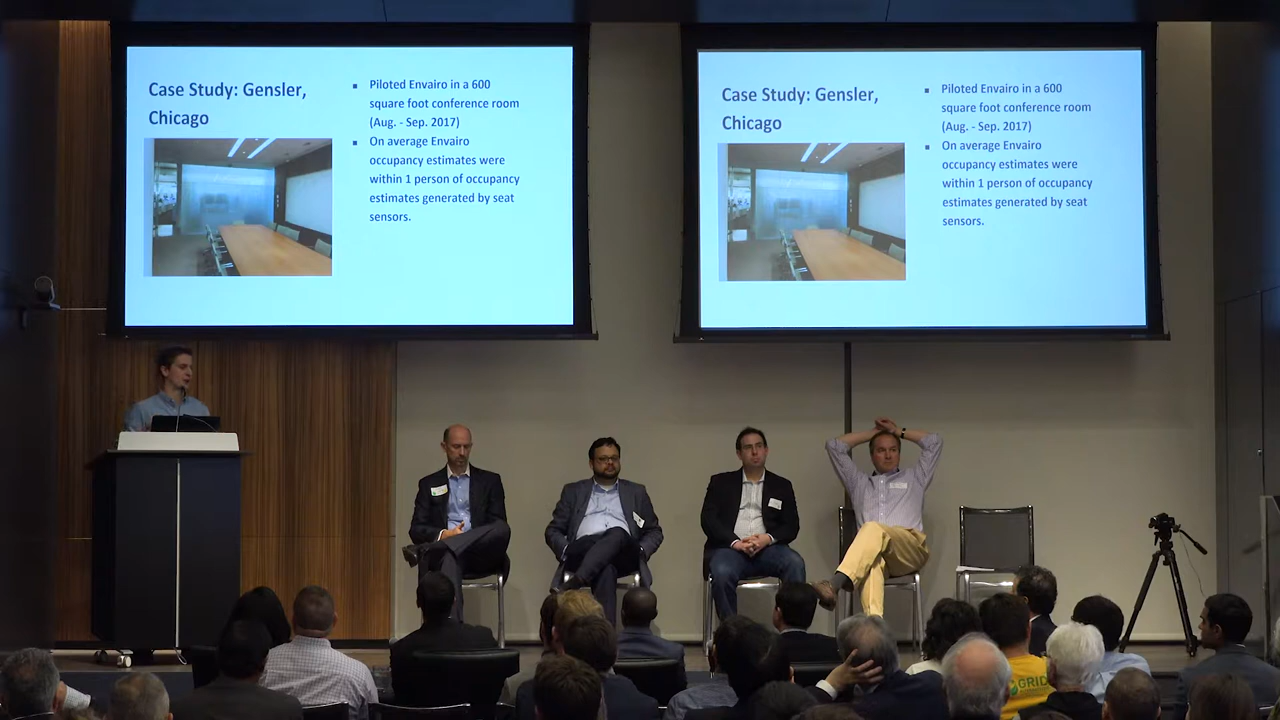 Case Study: Gensler,
Chicago
▪ Piloted Envairo in a 600
square foot conference room
(Aug. - Sep. 2017)
▪ On average Envairo
occupancy estimates were
within 1 person of occupancy
estimates generated by seat
sensors.
Case Study: Gensler,
Chicago
▪ Piloted Envairo in a 600
square foot conference room
(Aug. - Sep. 2017)
▪ On average Envairo
occupancy estimates were
within 1 person of occupancy
estimates generated by seat
sensors.
GRID